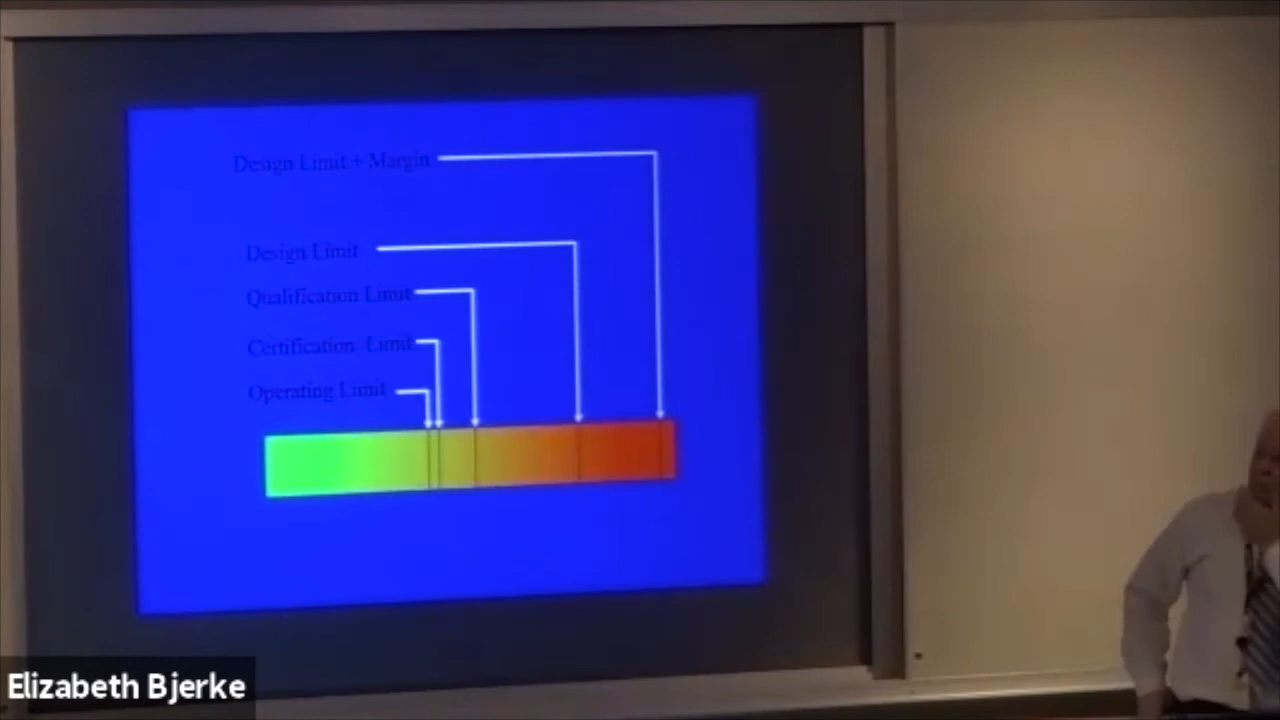 Design Limit + Margin
Design Limit
Qualification Limit
Certification Limit
Operating Limit
Elizabeth Bjerke